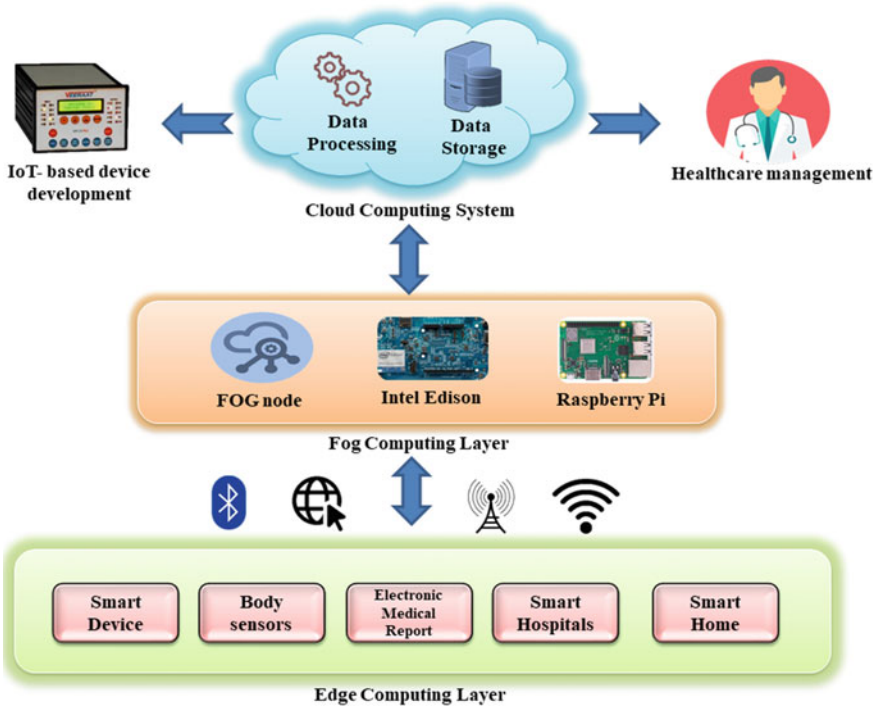 Data
Processing
Data
Storage
IoT- based device
development
Healthcare management
Cloud Computing System
FOG node
Intel Edison
Raspberry Pi
Fog Computing Layer
Smart
Device
Body
sensors
Electronic
Medical
Report
Smart
Hospitals
Smart
Home
Edge Computing Layer